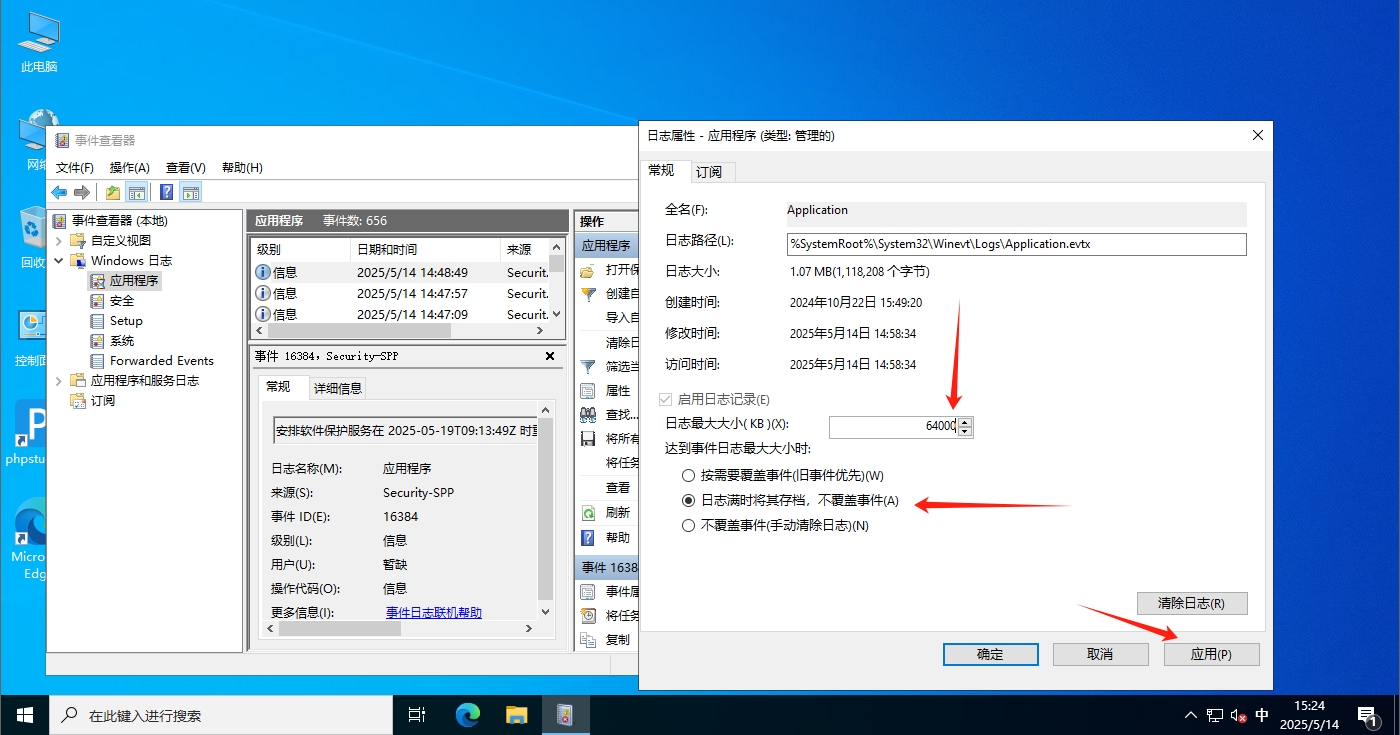 此电脑
网络
回收
控制面
phpstu
Micro
Edg
事件查看器
文件(F) 操作(A) 查看(V) 帮助(H)
事件查看器 (本地)
自定义视图
Windows 日志
应用程序
安全
Setup
系统
Forwarded Events
应用程序和服务日志
订阅
应用程序 事件数: 656
级别 日期和时间 来源
信息 2025/5/14 14:48:49 Securit.
信息 2025/5/14 14:47:57 Securit.
信息 2025/5/14 14:47:09 Securit.
事件 16384，Security-SPP
常规 详细信息
安排软件保护服务在 2025-05-19T09:13:49Z 时重
日志名称(M): 应用程序
来源(S): Security-SPP
事件 ID(E): 16384
级别(L): 信息
用户(U): 暂缺
操作代码(O): 信息
更多信息(I): 事件日志联机帮助
操作
应用程序
打开保
创建自
导入自
清除日
筛选当
属性
查找...
将所有
将任务
查看
刷新
帮助
事件 1638
事件属
将任务
复制
日志属性 - 应用程序 (类型: 管理的)
常规 订阅
全名(F): Application
日志路径(L): %SystemRoot%\System32\Winevt\Logs\Application.evtx
日志大小: 1.07 MB(1,118,208 个字节)
创建时间: 2024年10月22日 15:49:20
修改时间: 2025年5月14日 14:58:34
访问时间: 2025年5月14日 14:58:34
启用日志记录(E)
日志最大大小( KB )(X): 64000
达到事件日志最大大小时:
按需要覆盖事件(旧事件优先)(W)
日志满时将其存档，不覆盖事件(A)
不覆盖事件(手动清除日志)(N)
清除日志(R)
确定 取消 应用(P)
在此键入进行搜索
中
15:24
2025/5/14
1